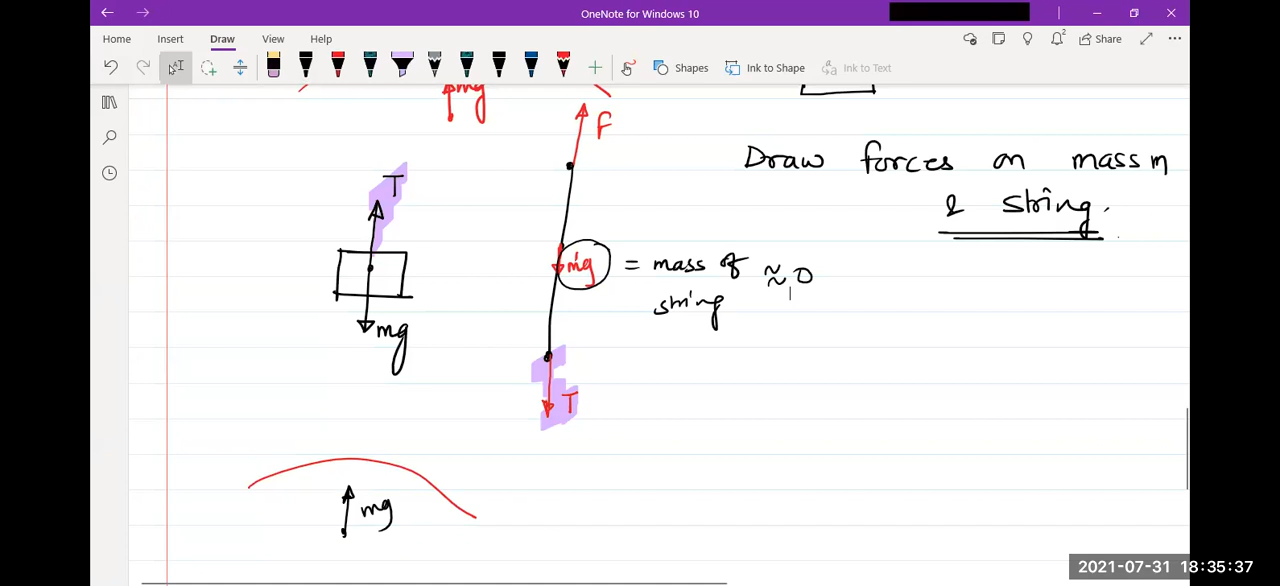 OneNote for Windows 10
Home Insert Draw View Help
Share
Shapes Ink to Shape Ink to Text
mg
F
Draw forces on mass m
& string.
T
mg = mass of ≈ 0
string
mg
T
mg
2021-07-31 18:35:37